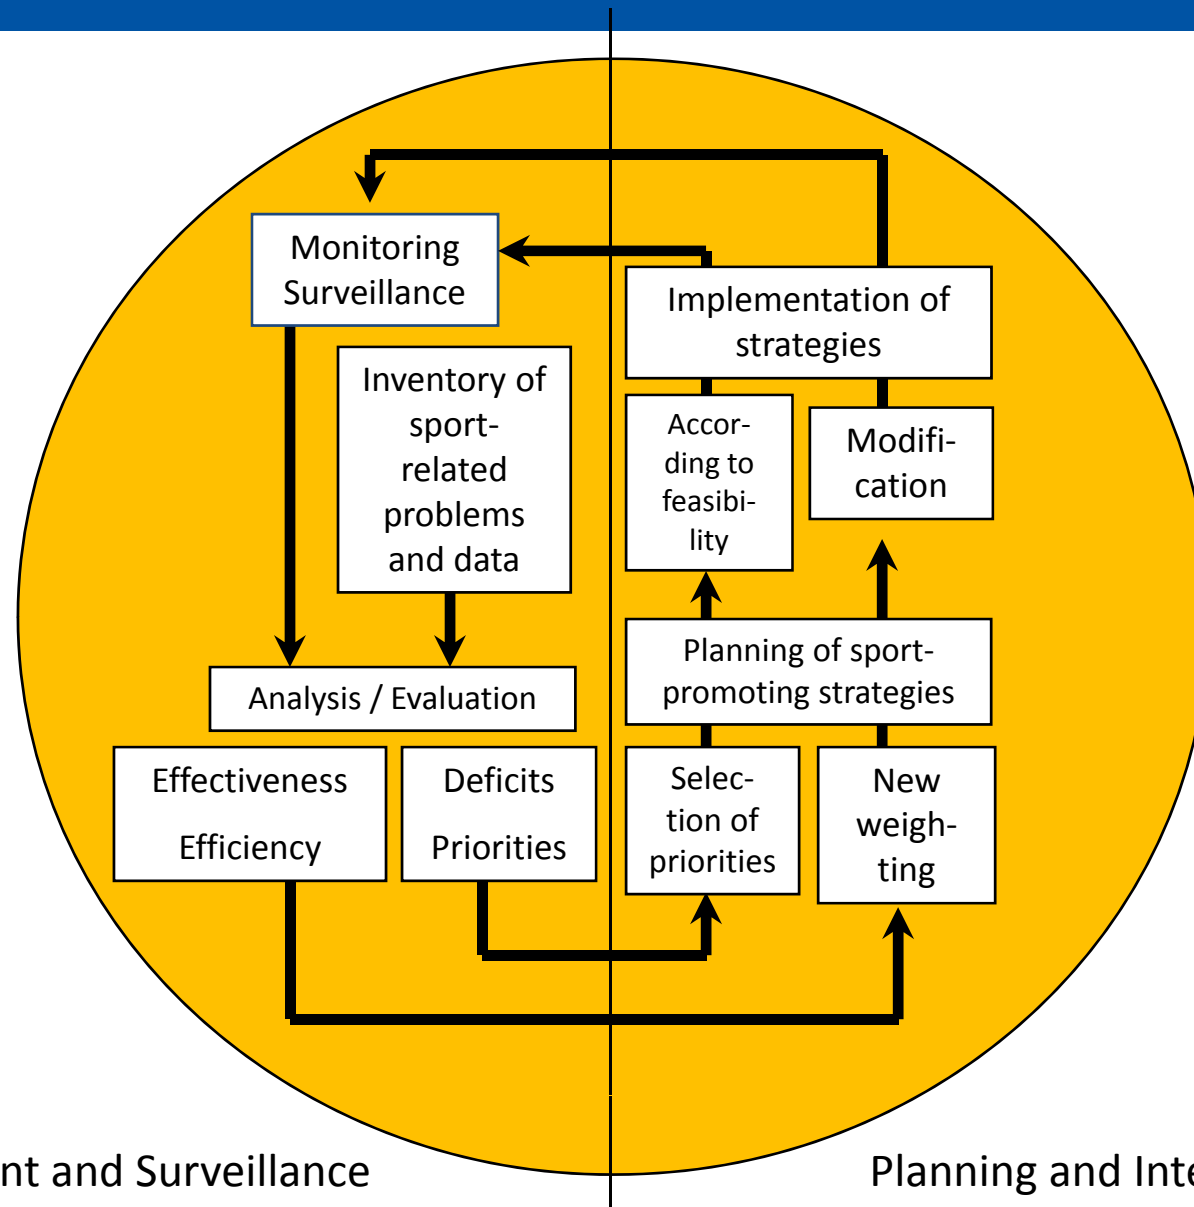 Monitoring
Surveillance
Inventory of
sport-
related
problems
and data
Analysis / Evaluation
Effectiveness
Efficiency
Deficits
Priorities
Implementation of
strategies
Accor-
ding to
feasibi-
lity
Modifi-
cation
Planning of sport-
promoting strategies
Selec-
tion of
priorities
New
weigh-
ting
and Surveillance
Planning and